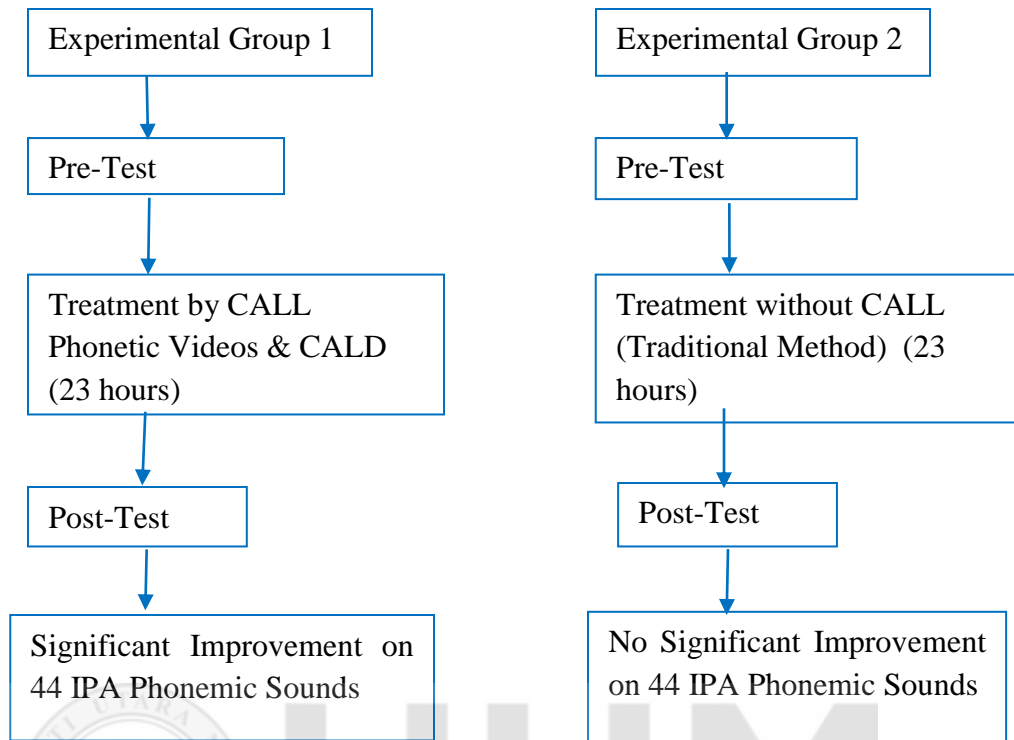 Experimental Group 1
Experimental Group 2
Pre-Test
Pre-Test
Treatment by CALL
Phonetic Videos & CALD
(23 hours)
Treatment without CALL
(Traditional Method) (23
hours)
Post-Test
Post-Test
Significant Improvement on
44 IPA Phonemic Sounds
No Significant Improvement
on 44 IPA Phonemic Sounds
UTARA